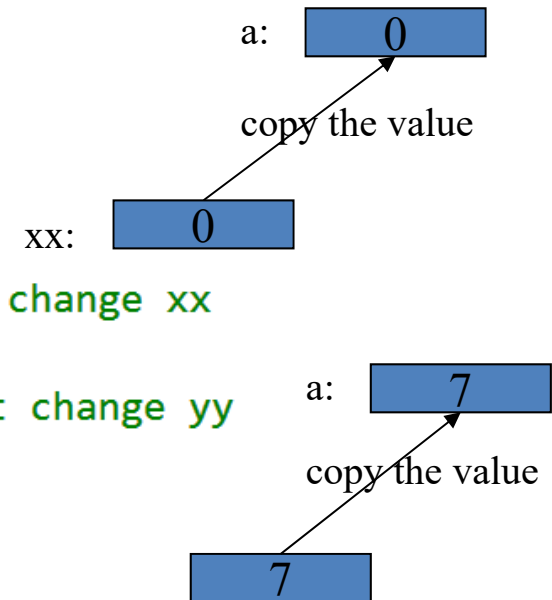 a: 0
copy the value
xx: 0
change xx
change yy
a: 7
copy the value
7